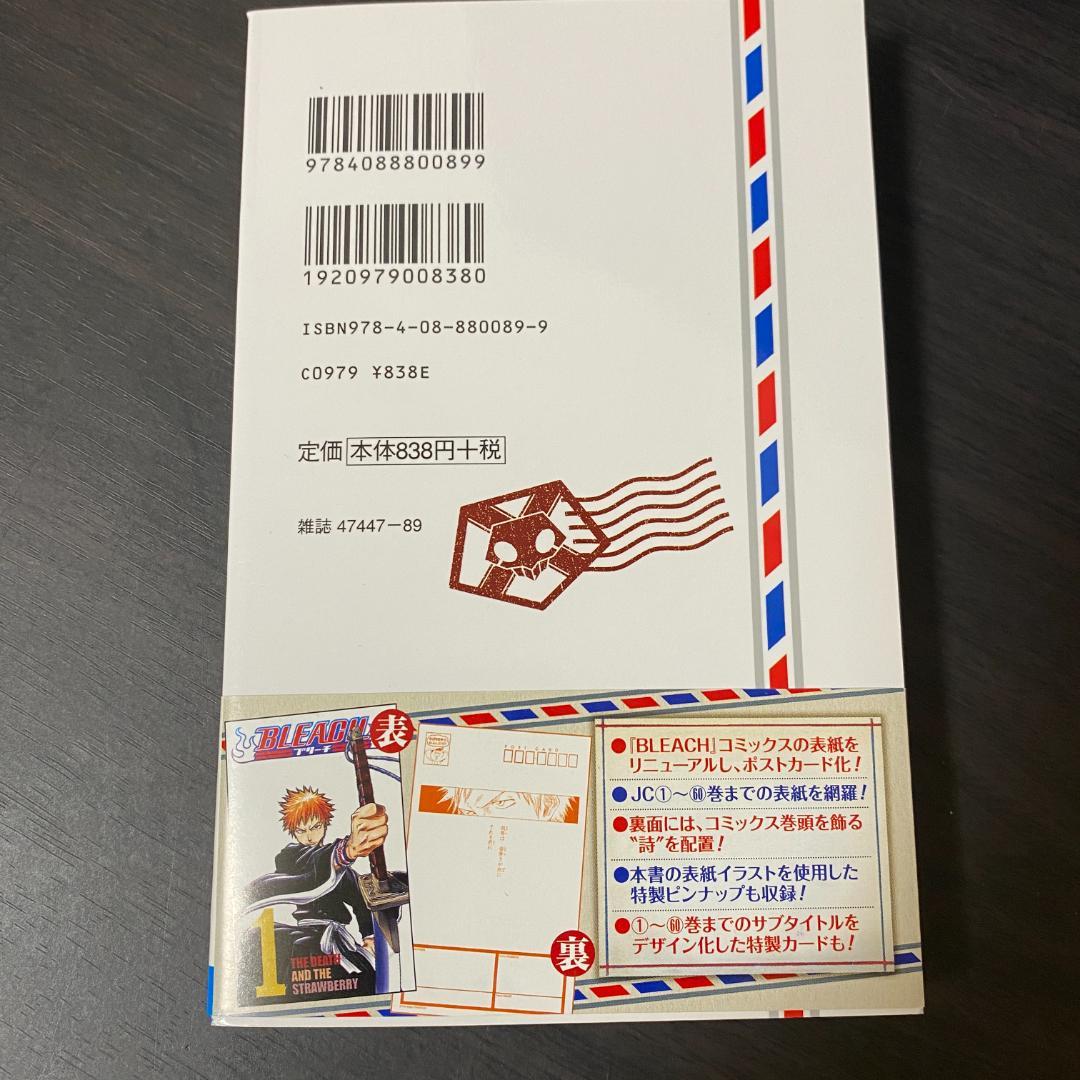 9784088800899
1920979008380
ISBN978-4-08-880089-9
C0979 ¥838E
定価 本体838円+税
雑誌 47447-89
BLEACH
ブリーチ
表
1
THE DEATH
AND THE
STRAWBERRY
POST CARD
裏
●『BLEACH』コミックスの表紙を
リニューアルし、ポストカード化!
●JC①~㊿巻までの表紙を網羅!
●裏面には、コミックス巻頭を飾る
“詩”を配置!
●本書の表紙イラストを使用した
特製ピンナップも収録!
●①~60巻までのサブタイトルを
デザイン化した特製カードも!